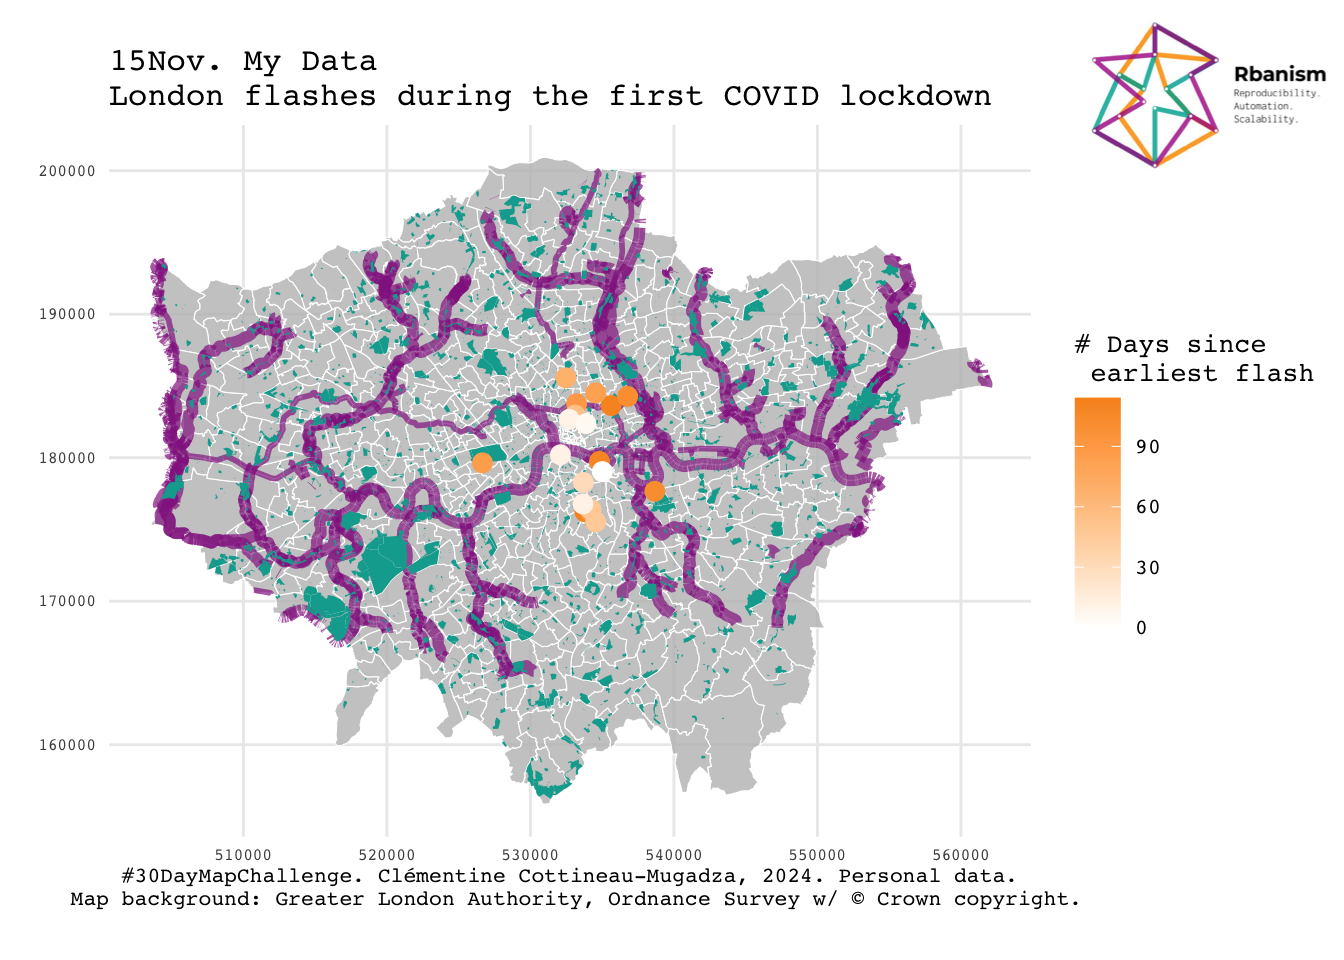 15Nov. My Data
London flashes during the first COVID lockdown
Rbanism
Reproducibility.
Automation.
Scalability.
200000
190000
180000
170000
160000
510000 520000 530000 540000 550000 560000
# Days since
earliest flash
90
60
30
0
#30DayMapChallenge. Clémentine Cottineau-Mugadza, 2024. Personal data.
Map background: Greater London Authority, Ordnance Survey w/ © Crown copyright.